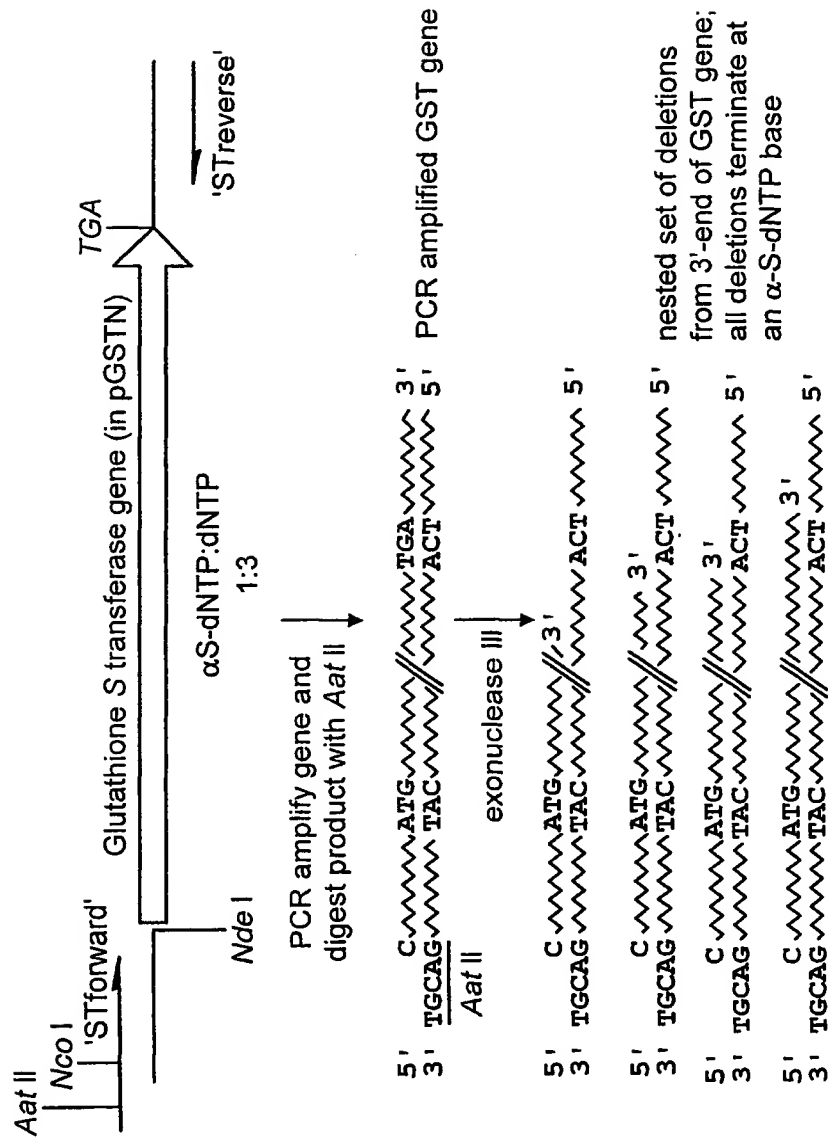 Aat II
Nco I
'STforward'
Nde I
Glutathione S transferase gene (in pGSTN)
TGA
'STreverse'
αS-dNTP:dNTP
1:3
PCR amplify gene and
digest product with Aat II
5' C ATG TGA 3'
3' TGCAG TAC ACT 5'
Aat II
PCR amplified GST gene
exonuclease III
5' C ATG 3'
3' TGCAG TAC ACT 5'
5' C ATG 3'
3' TGCAG TAC ACT 5'
5' C ATG 3'
3' TGCAG TAC ACT 5'
5' C ATG 3'
3' TGCAG TAC ACT 5'
nested set of deletions
from 3'-end of GST gene;
all deletions terminate at
an α-S-dNTP base